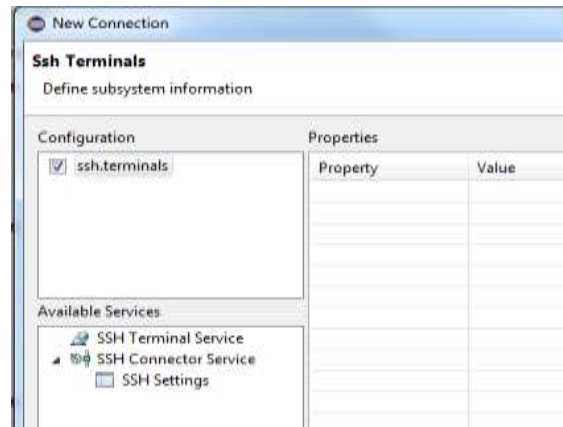 New Connection
Ssh Terminals
Define subsystem information
Configuration
ssh.terminals
Properties
Property Value
Available Services
SSH Terminal Service
SSH Connector Service
SSH Settings